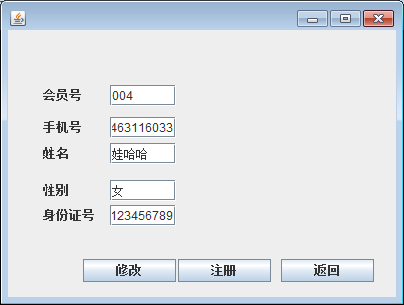 会员号 004
手机号 463116033
姓名 娃哈哈
性别 女
身份证号 123456789
修改 注册 返回